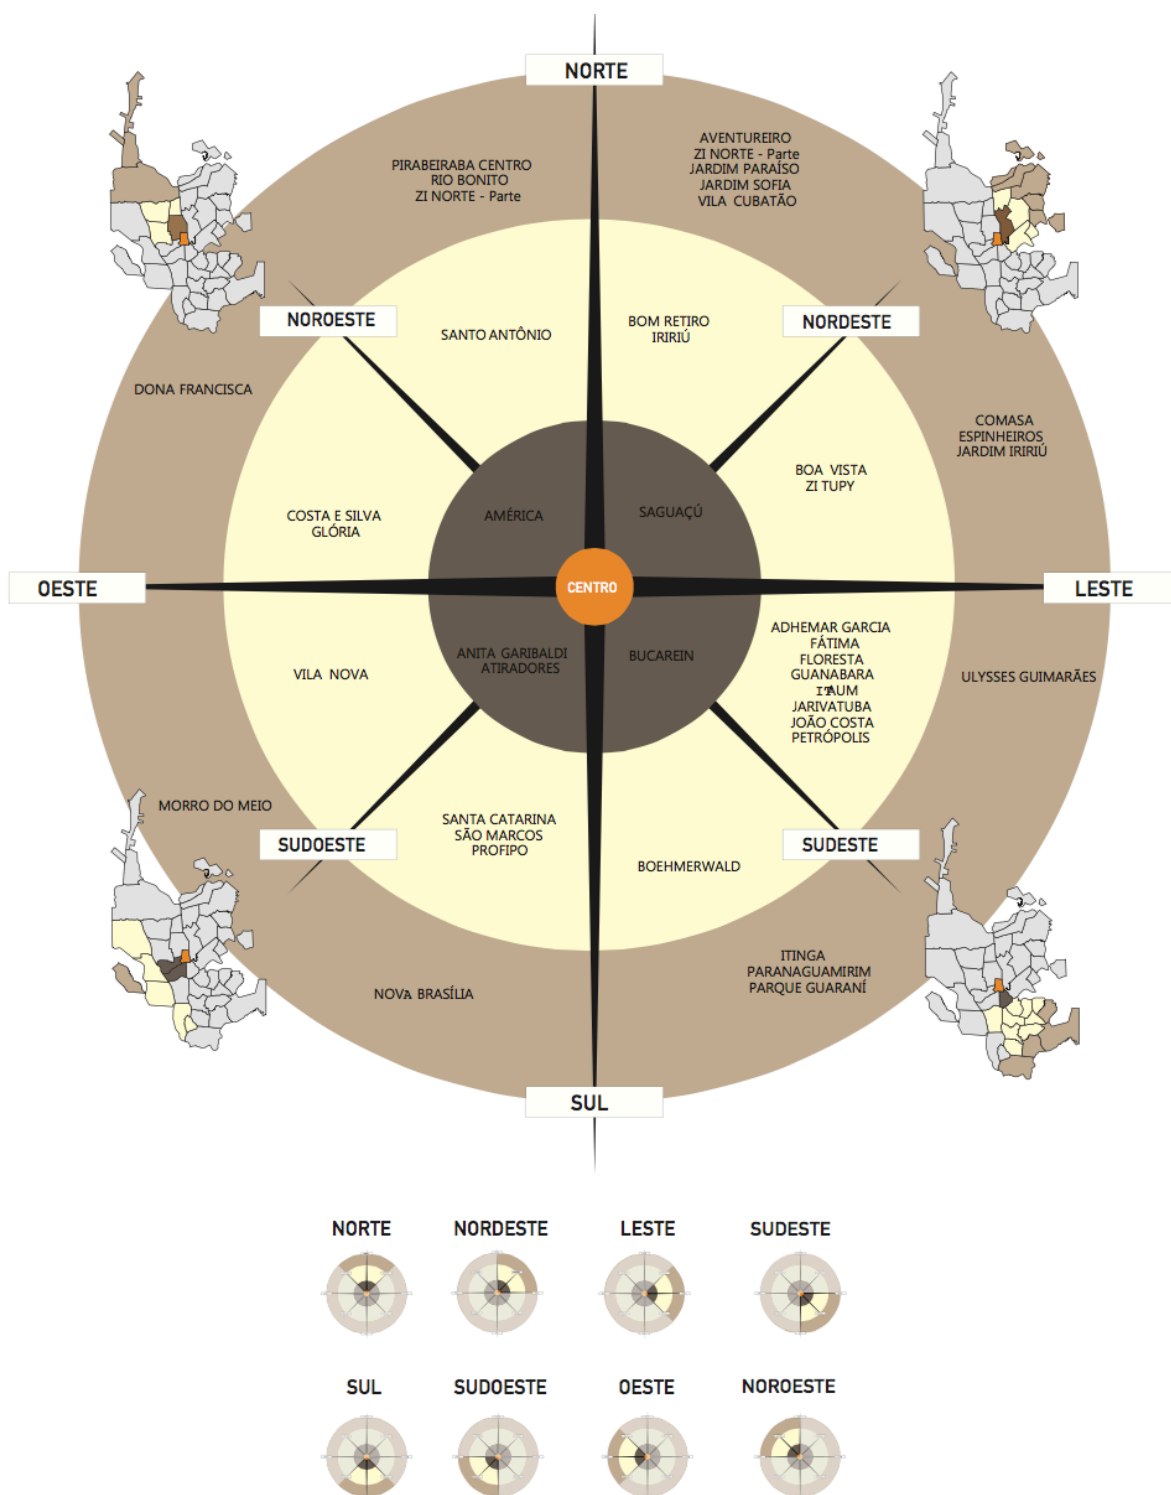 NORTE
AVENTUREIRO
ZI NORTE - Parte
JARDIM PARAÍSO
JARDIM SOFIA
VILA CUBATÃO
PIRABEIRABA CENTRO
RIO BONITO
ZI NORTE - Parte
NOROESTE
SANTO ANTÔNIO
BOM RETIRO
IRIRIÚ
NORDESTE
DONA FRANCISCA
COMASA
ESPINHEIROS
JARDIM IRIRIÚ
BOA VISTA
ZI TUPY
COSTA E SILVA
GLÓRIA
AMÉRICA
SAGUAÇÚ
OESTE
CENTRO
LESTE
ANITA GARIBALDI
ATIRADORES
BUCAREIN
ADHEMAR GARCIA
FÁTIMA
FLORESTA
GUANABARA
ITAUM
JARIVATUBA
JOÃO COSTA
PETRÓPOLIS
VILA NOVA
ULYSSES GUIMARÃES
MORRO DO MEIO
SUDOESTE
SANTA CATARINA
SÃO MARCOS
PROFIPO
BOEHMERWALD
SUDESTE
NOVA BRASÍLIA
ITINGA
PARANAGUAMIRIM
PARQUE GUARANÍ
SUL
NORTE
NORDESTE
LESTE
SUDESTE
SUL
SUDOESTE
OESTE
NOROESTE